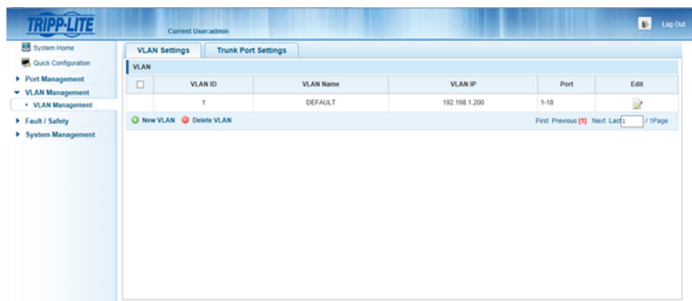 TRIPP·LITE
Current User:admin
Log Out
System Home
Quick Configuration
Port Management
VLAN Management
VLAN Management
Fault / Safety
System Management
VLAN Settings
Trunk Port Settings
VLAN
VLAN ID VLAN Name VLAN IP Port Edit
1 DEFAULT 192.168.1.200 1-18
New VLAN Delete VLAN
First Previous [1] Next Last 1 / 1Page